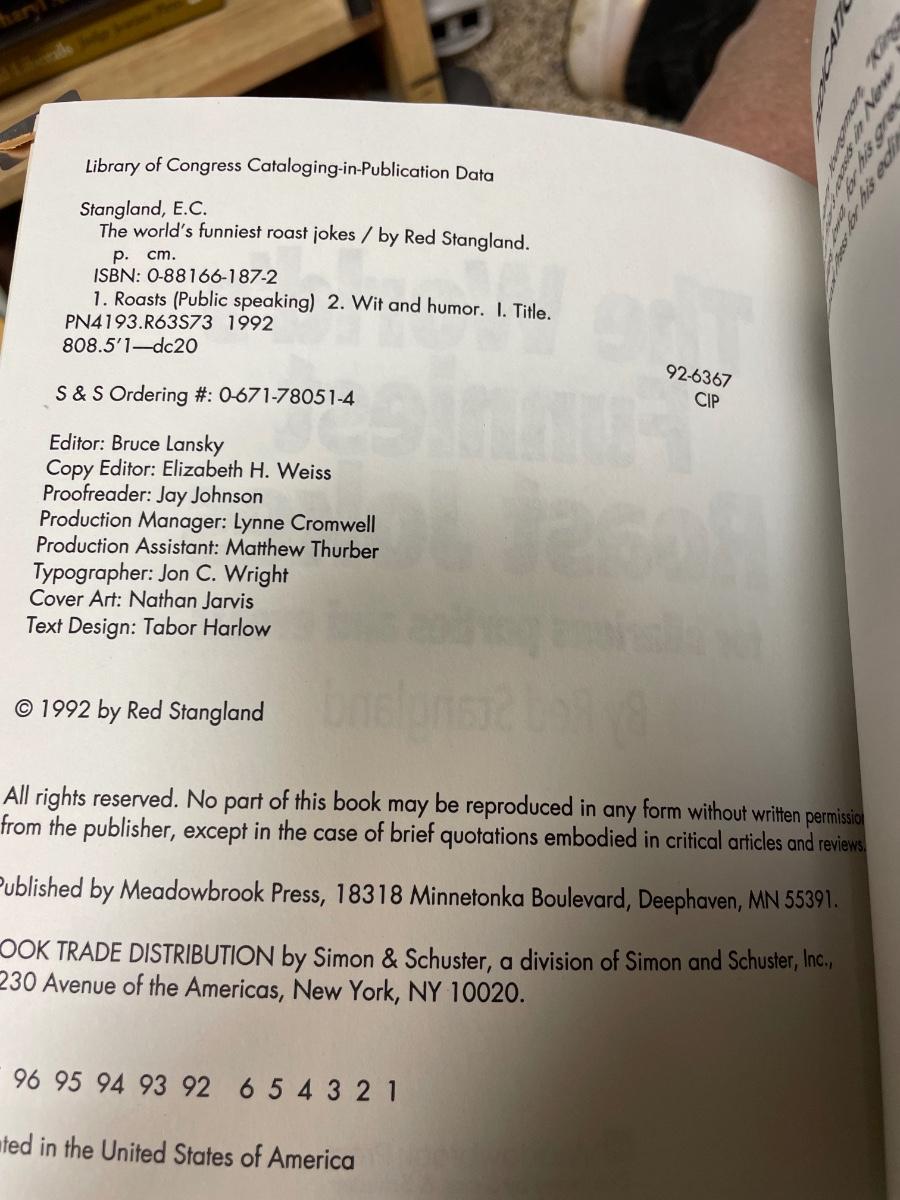 Library of Congress Cataloging-in-Publication Data
Stangland, E.C.
The world's funniest roast jokes / by Red Stangland.
p. cm.
ISBN: 0-88166-187-2
1. Roasts (Public speaking) 2. Wit and humor. I. Title.
PN4193.R63S73 1992
808.5'1—dc20
92-6367
CIP
S & S Ordering #: 0-671-78051-4
Editor: Bruce Lansky
Copy Editor: Elizabeth H. Weiss
Proofreader: Jay Johnson
Production Manager: Lynne Cromwell
Production Assistant: Matthew Thurber
Typographer: Jon C. Wright
Cover Art: Nathan Jarvis
Text Design: Tabor Harlow
© 1992 by Red Stangland
All rights reserved. No part of this book may be reproduced in any form without written permission
from the publisher, except in the case of brief quotations embodied in critical articles and reviews.
Published by Meadowbrook Press, 18318 Minnetonka Boulevard, Deephaven, MN 55391.
OOK TRADE DISTRIBUTION by Simon & Schuster, a division of Simon and Schuster, Inc.,
230 Avenue of the Americas, New York, NY 10020.
96 95 94 93 92 6 5 4 3 2 1
ted in the United States of America